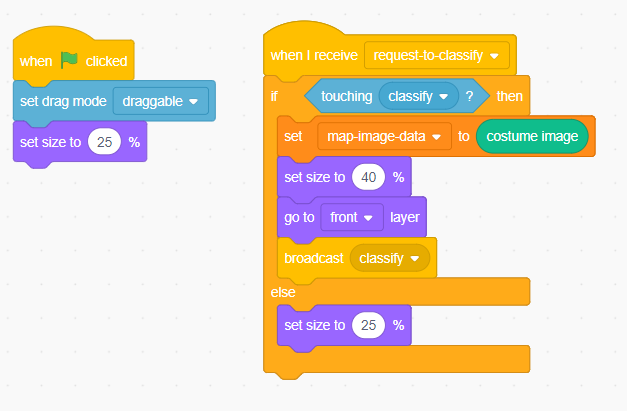 when clicked
set drag mode draggable
set size to 25 %
when I receive request-to-classify
if touching classify ? then
set map-image-data to costume image
set size to 40 %
go to front layer
broadcast classify
else
set size to 25 %